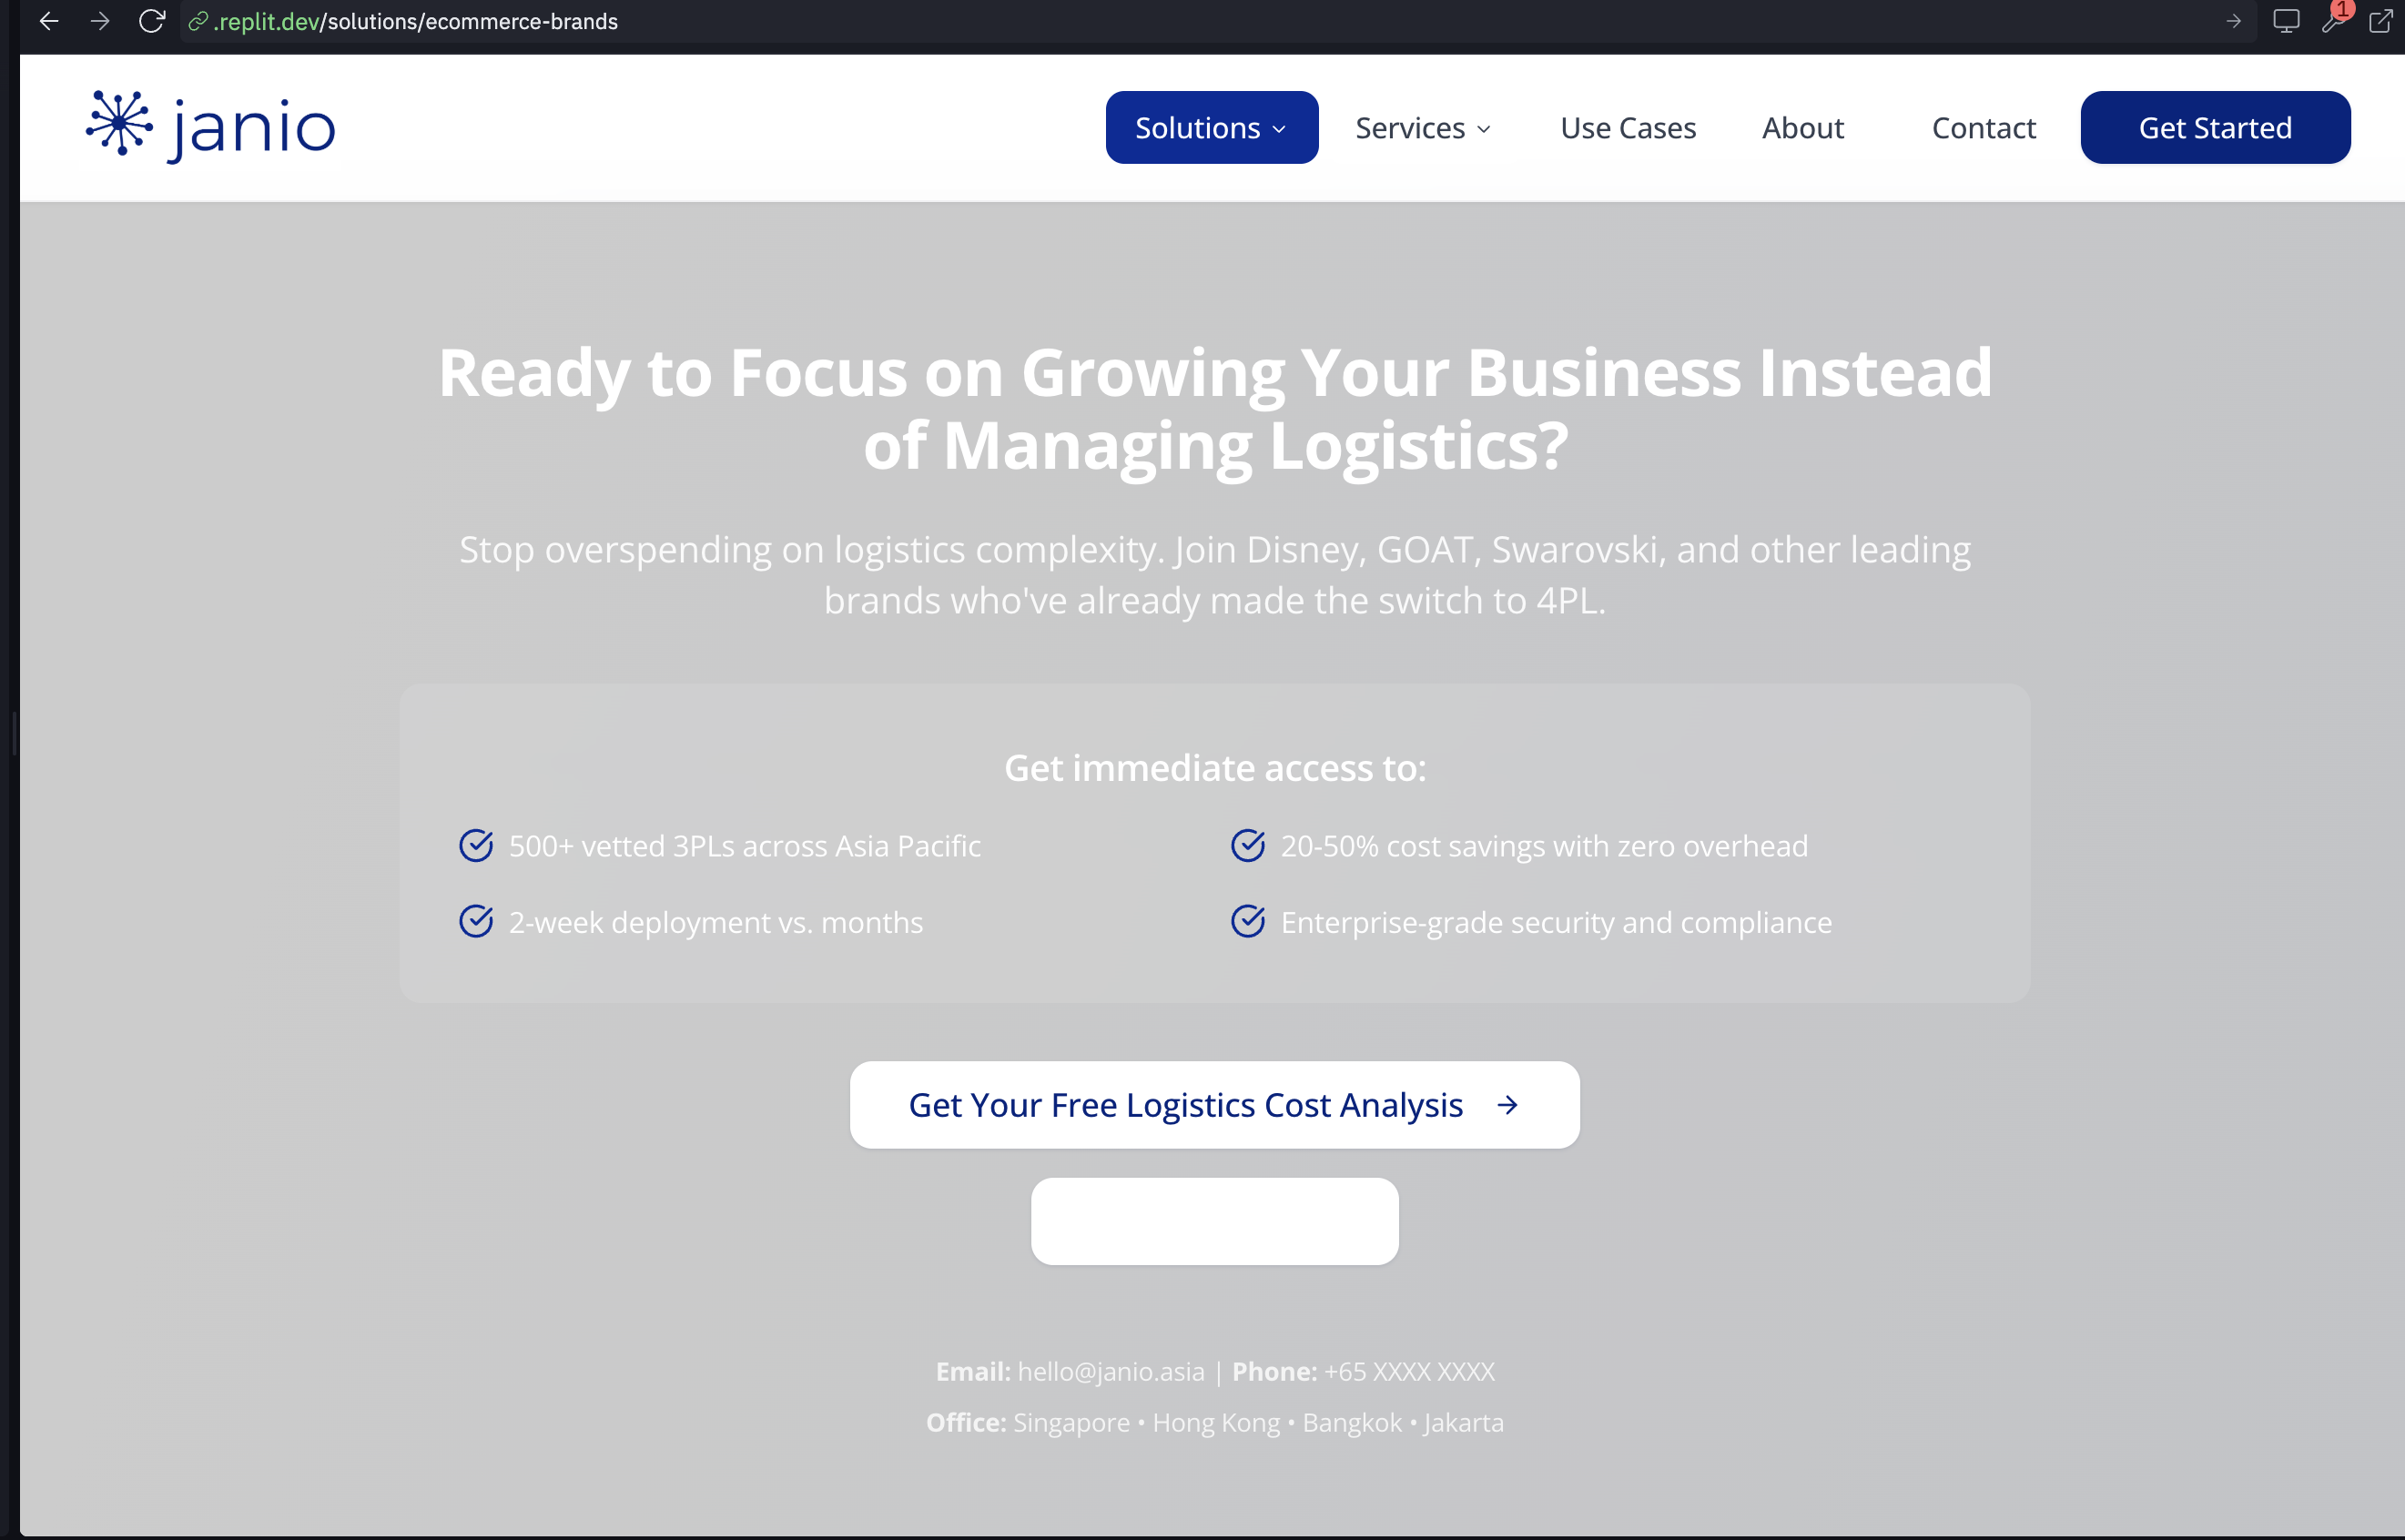 .replit.dev/solutions/ecommerce-brands
1
janio
Solutions
Services
Use Cases
About
Contact
Get Started
Ready to Focus on Growing Your Business Instead
of Managing Logistics?
Stop overspending on logistics complexity. Join Disney, GOAT, Swarovski, and other leading
brands who've already made the switch to 4PL.
Get immediate access to:
500+ vetted 3PLs across Asia Pacific
20-50% cost savings with zero overhead
2-week deployment vs. months
Enterprise-grade security and compliance
Get Your Free Logistics Cost Analysis
Email: hello@janio.asia | Phone: +65 XXXX XXXX
Office: Singapore • Hong Kong • Bangkok • Jakarta